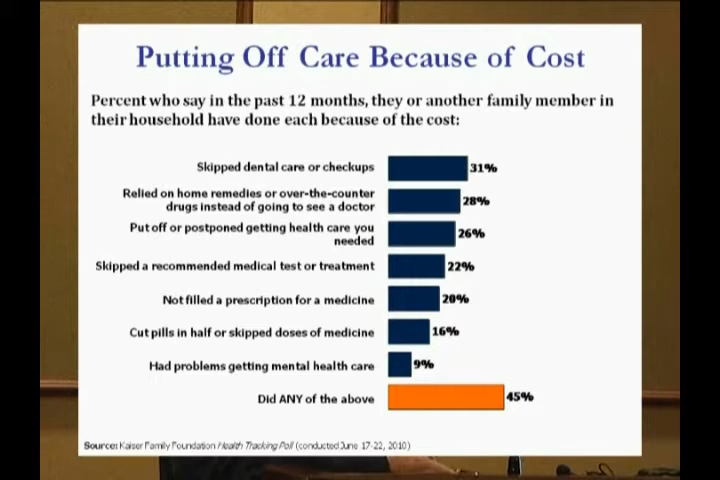 Putting Off Care Because of Cost
Percent who say in the past 12 months, they or another family member in
their household have done each because of the cost:
Skipped dental care or checkups 31%
Relied on home remedies or over-the-counter
drugs instead of going to see a doctor 28%
Put off or postponed getting health care you
needed 26%
Skipped a recommended medical test or treatment 22%
Not filled a prescription for a medicine 20%
Cut pills in half or skipped doses of medicine 16%
Had problems getting mental health care 9%
Did ANY of the above 45%
Source: Kaiser Family Foundation Health Tracking Poll (conducted June 17-22, 2010)